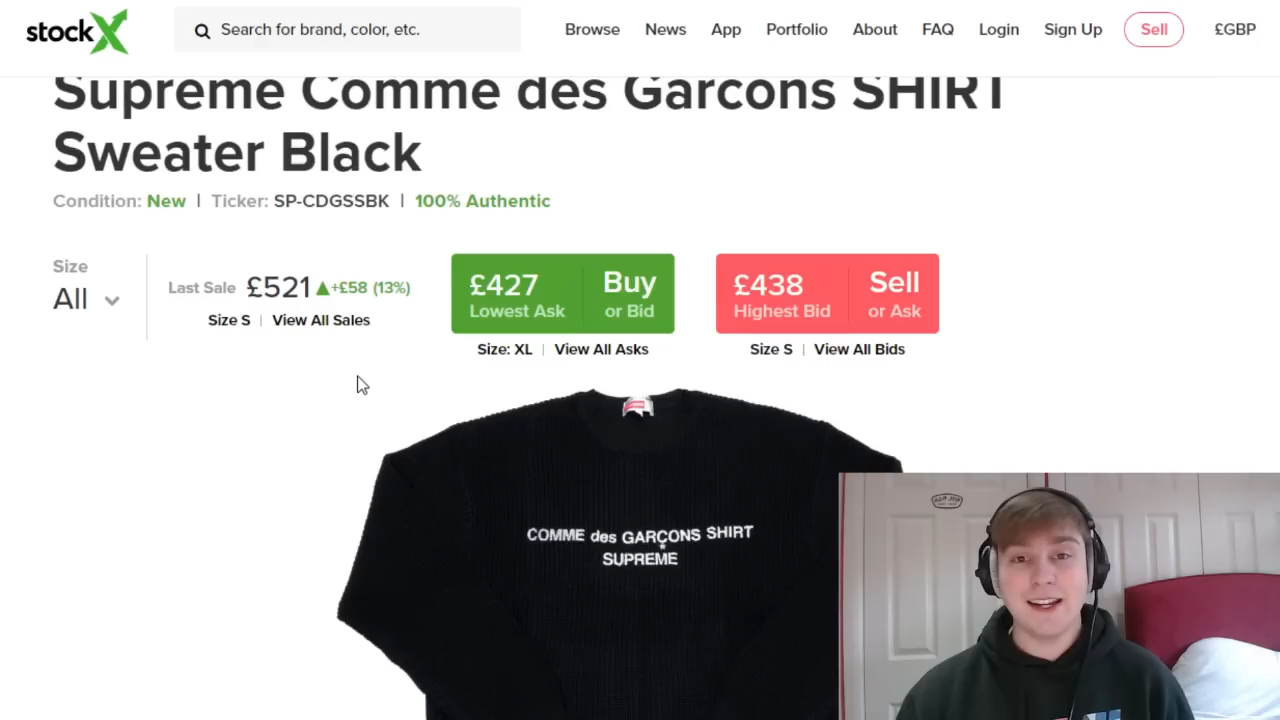 stockX
Search for brand, color, etc.
Browse
News
App
Portfolio
About
FAQ
Login
Sign Up
Sell
£GBP
Supreme Comme des Garcons SHIRT
Sweater Black
Condition: New | Ticker: SP-CDGSSBK | 100% Authentic
Size
All
Last Sale £521 ▲+£58 (13%)
Size S | View All Sales
£427 Buy
Lowest Ask or Bid
Size: XL | View All Asks
£438 Sell
Highest Bid or Ask
Size S | View All Bids
COMME des GARÇONS SHIRT
SUPREME